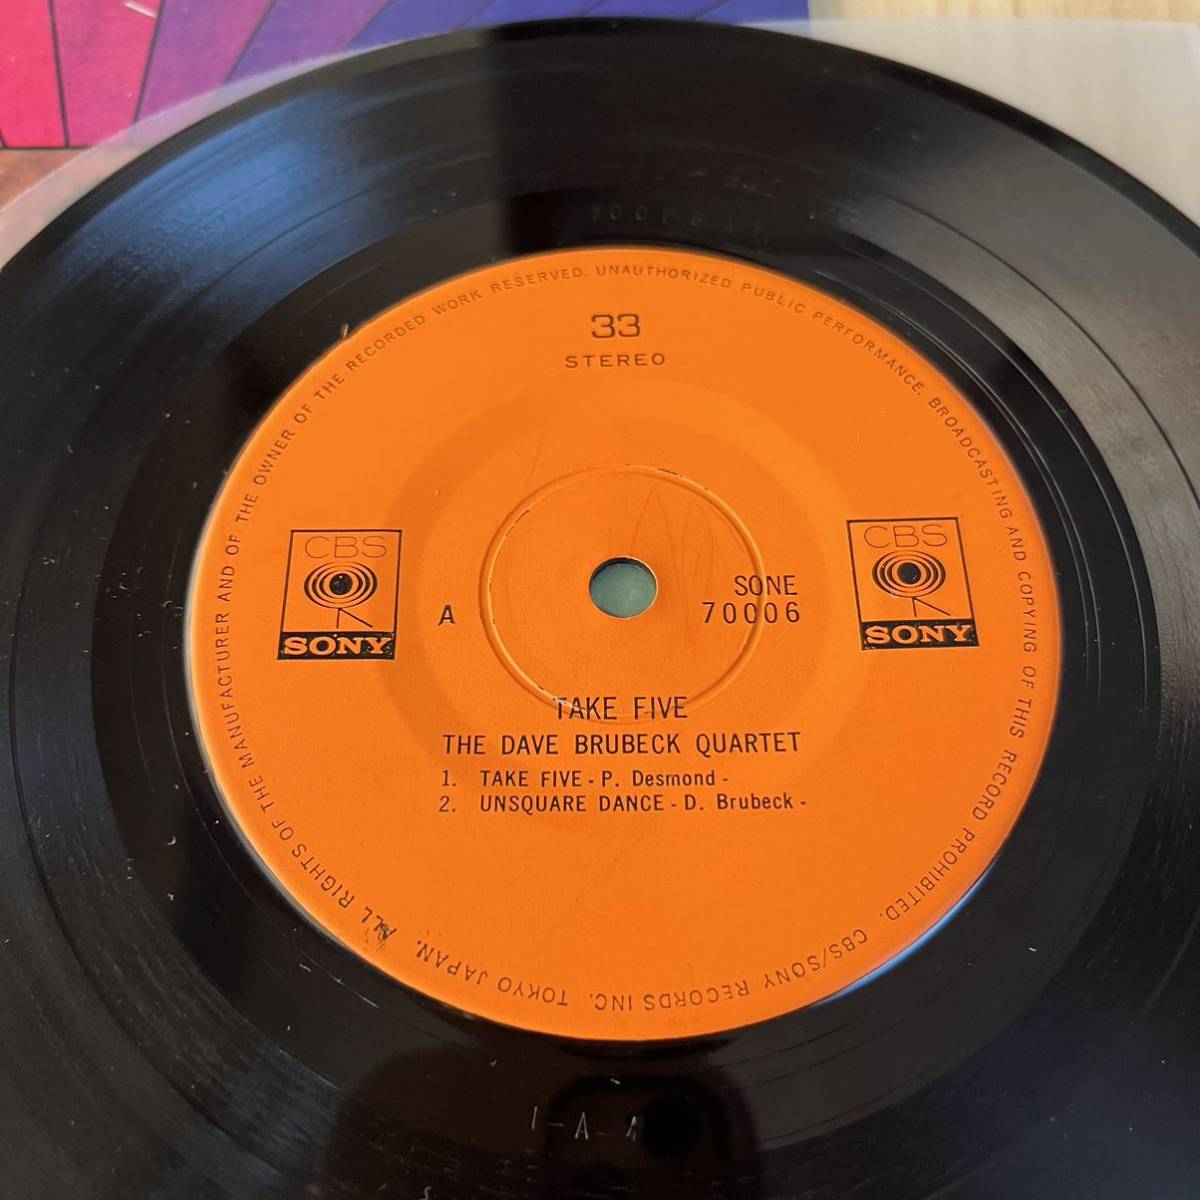 ALL RIGHTS OF THE MANUFACTURER AND OF THE OWNER OF THE RECORDED WORK RESERVED. UNAUTHORIZED PUBLIC PERFORMANCE. BROADCASTING AND COPYING OF THIS RECORD PROHIBITED. CBS/SONY RECORDS INC. TOKYO JAPAN.
33
STEREO
CBS
SONY
CBS
SONY
A
SONE
70006
TAKE FIVE
THE DAVE BRUBECK QUARTET
1. TAKE FIVE - P. Desmond -
2. UNSQUARE DANCE - D. Brubeck -